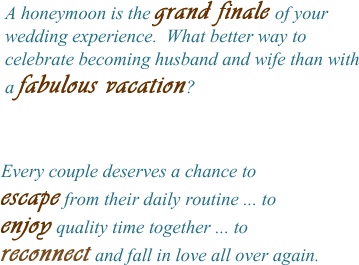 A honeymoon is the grand finale of your
wedding experience. What better way to
celebrate becoming husband and wife than with
a fabulous vacation?
Every couple deserves a chance to
escape from their daily routine ... to
enjoy quality time together ... to
reconnect and fall in love all over again.